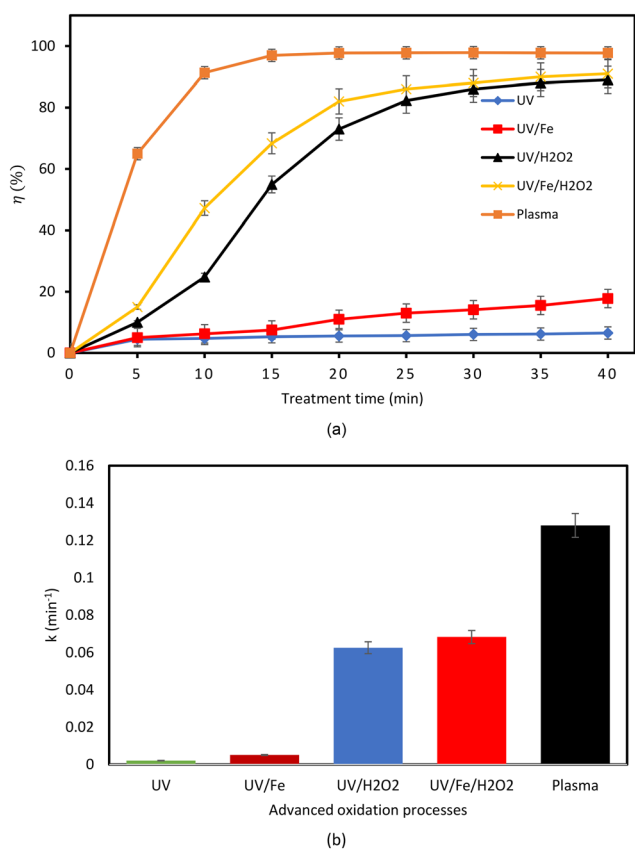 100
80
60
40
20
0
η (%)
0 5 10 15 20 25 30 35 40
Treatment time (min)
UV
UV/Fe
UV/H2O2
UV/Fe/H2O2
Plasma
(a)
0.16
0.14
0.12
0.1
0.08
0.06
0.04
0.02
0
k (min⁻¹)
UV UV/Fe UV/H2O2 UV/Fe/H2O2 Plasma
Advanced oxidation processes
(b)